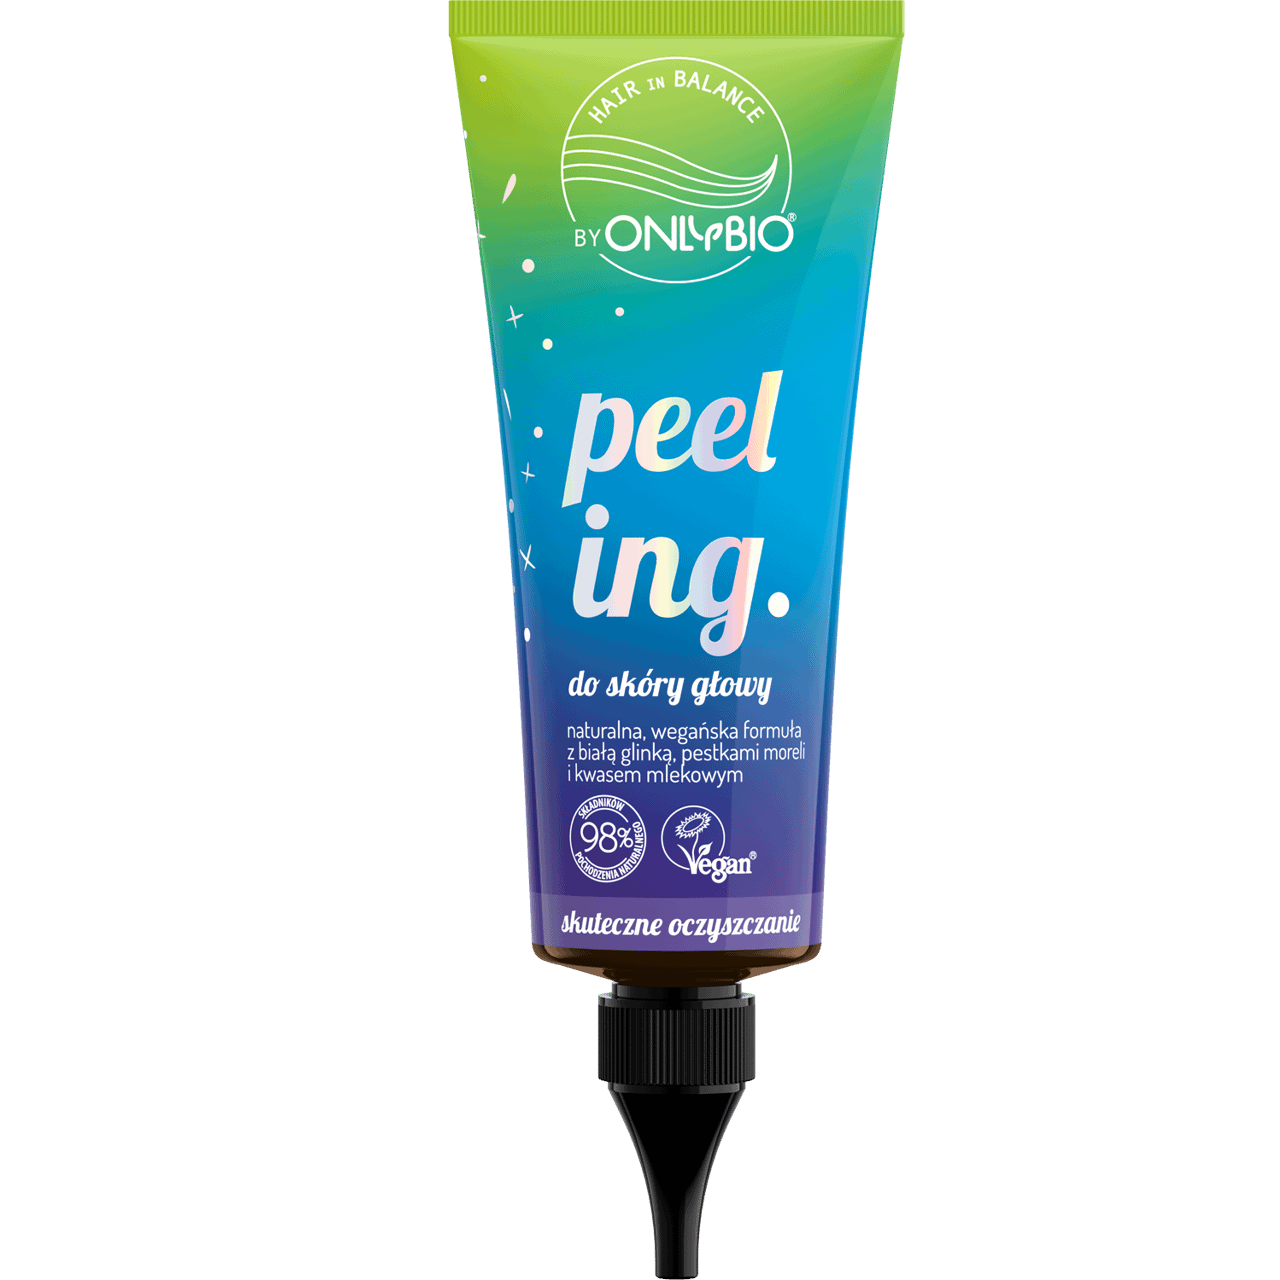 HAIR IN BALANCE
BY ONLYBIO®
peel
ing.
do skóry głowy
naturalna, wegańska formuła
z białą glinką, pestkami moreli
i kwasem mlekowym
SKŁADNIKÓW
98%
POCHODZENIA NATURALNEGO
Vegan®
skuteczne oczyszczanie